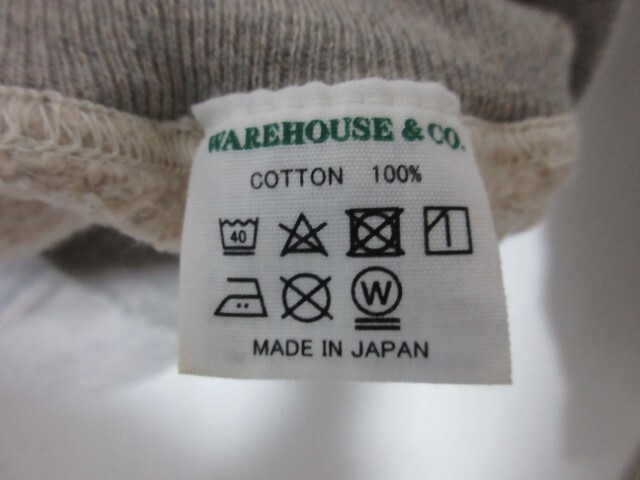 WAREHOUSE & CO.
COTTON 100%
40
W
MADE IN JAPAN